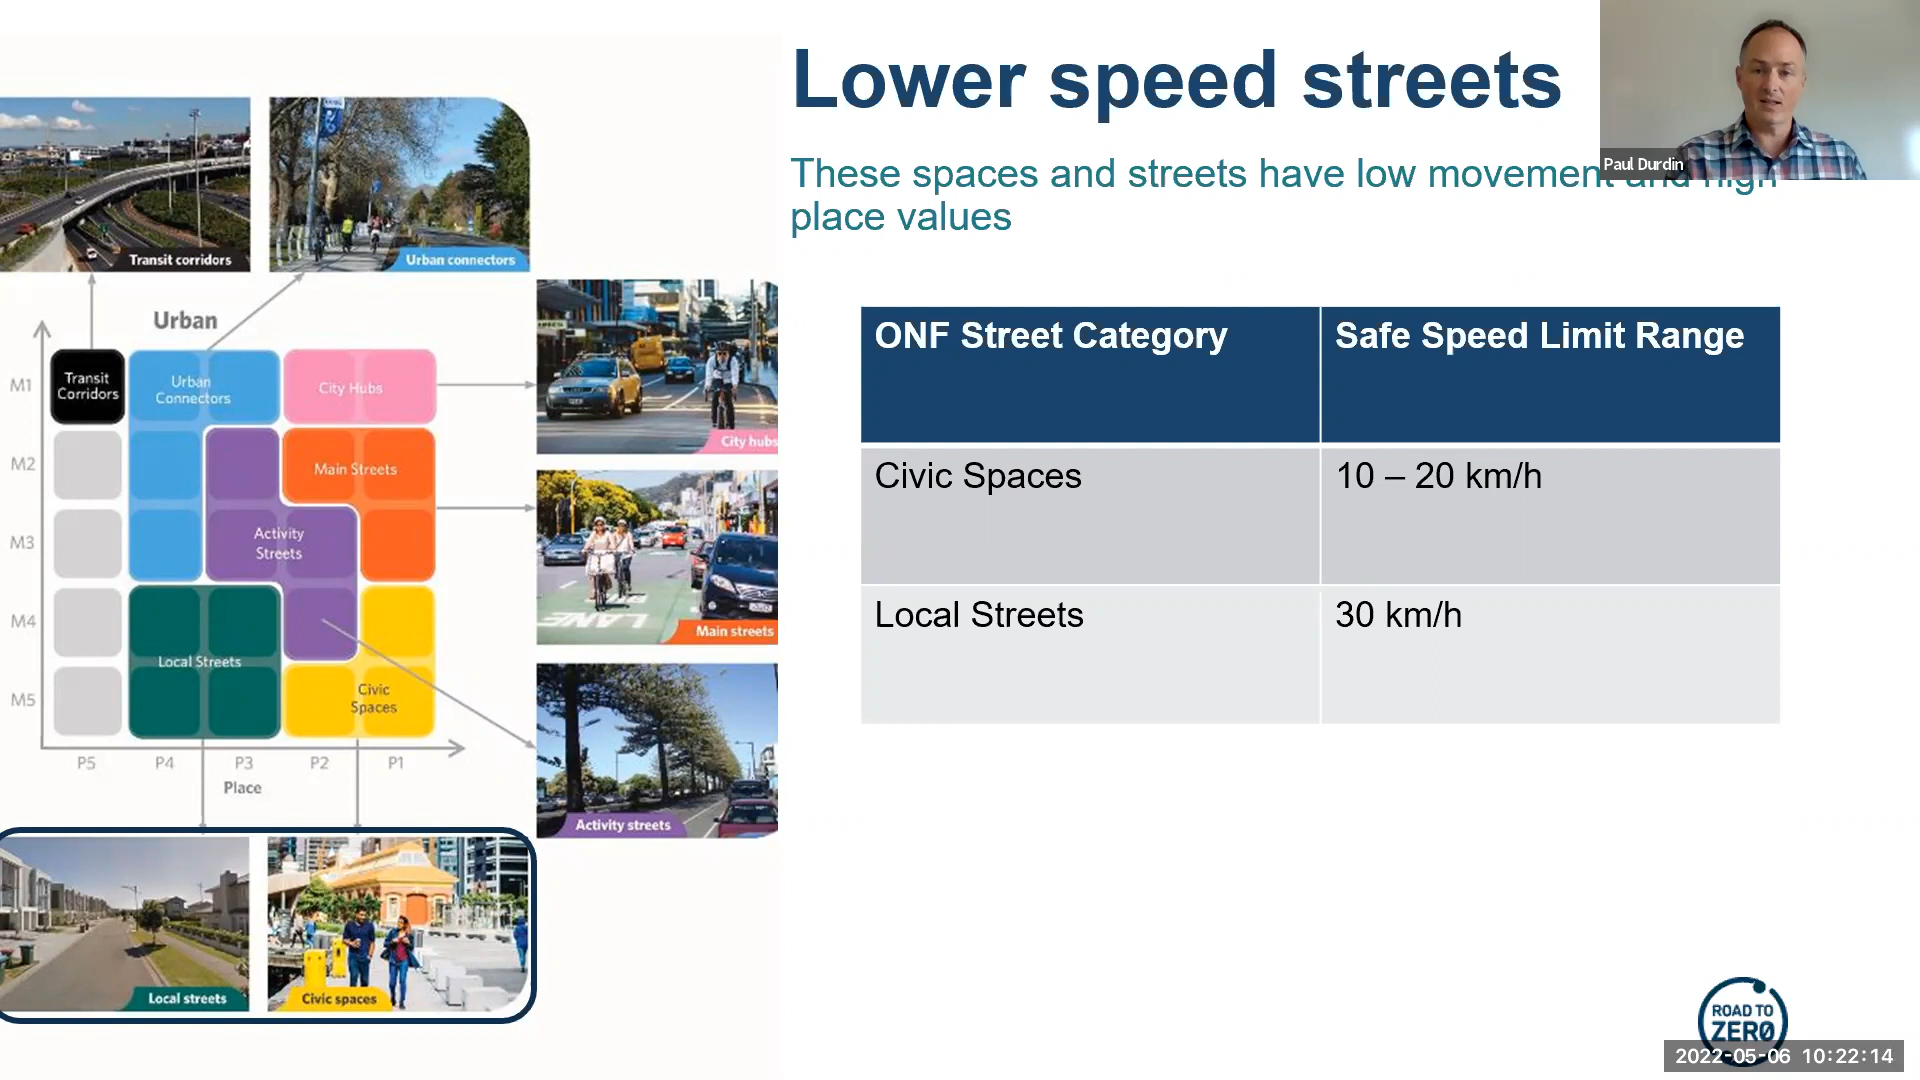 Lower speed streets
Paul Durdin
These spaces and streets have low movement and high
place values
Transit corridors
Urban connectors
Urban
M1
Transit
Corridors
Urban
Connectors
City Hubs
City hubs
M2
Main Streets
M3
Activity
Streets
Main streets
LANE
M4
Local Streets
M5
Civic
Spaces
P5
P4
P3
P2
P1
Place
Activity streets
Local streets
Civic spaces
ONF Street Category
Safe Speed Limit Range
Civic Spaces
10 – 20 km/h
Local Streets
30 km/h
ROAD TO
ZERO
2022-05-06 10:22:14